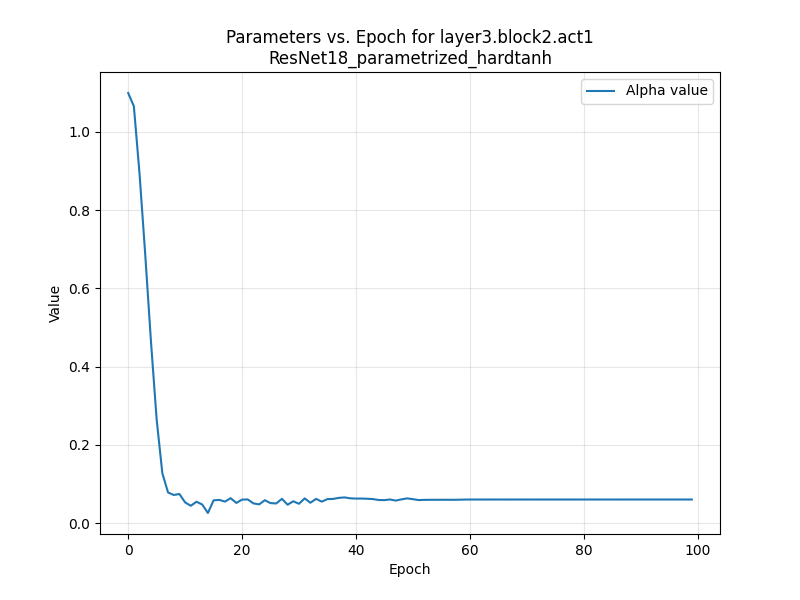 Parameters vs. Epoch for layer3.block2.act1
ResNet18_parametrized_hardtanh
Alpha value
1.0
0.8
0.6
0.4
0.2
0.0
Value
0
20
40
60
80
100
Epoch